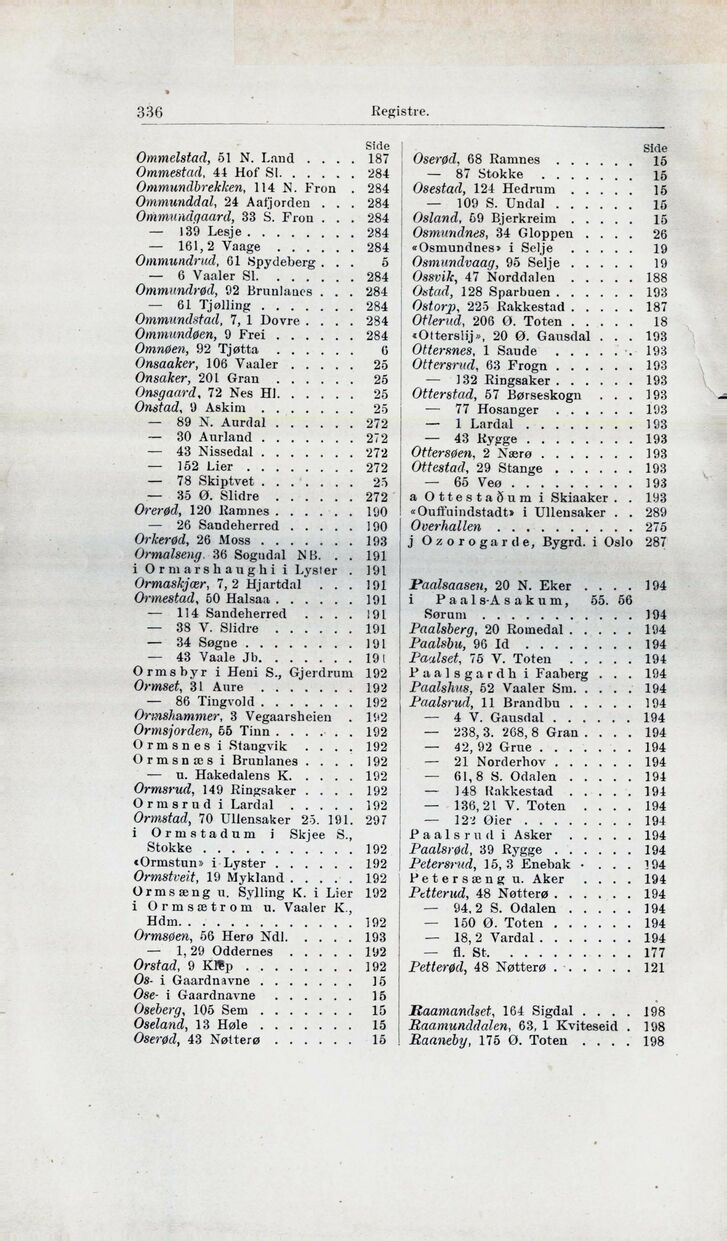 336 Registre.
Side
Ommelstad, 51 N. Land . . . . 187
Ommestad, 44 Hof Sl. . . . . . 284
Ommundbrekken, 114 N. Fron . 284
Ommunddal, 24 Aafjorden . . . 284
Ommundgaard, 33 S. Fron . . . 284
— 139 Lesje . . . . . . . 284
— 161,2 Vaage . . . . . . 284
Ommundrud, 61 Spydeberg . . . 5
— 6 Vaaler Sl. . . . . . . 284
Ommundrød, 92 Brunlanes . . . 284
— 61 Tjølling . . . . . . . 284
Ommundstad, 7, 1 Dovre . . . . 284
Ommundøen, 9 Frei . . . . . . 284
Omnøen, 92 Tjøtta . . . . . . 6
Onsaaker, 106 Vaaler . . . . . 25
Onsaker, 201 Gran . . . . . . 25
Onsgaard, 72 Nes Hl. . . . . . 25
Onstad, 9 Askim . . . . . . . 25
— 89 N. Aurdal . . . . . . 272
— 30 Aurland . . . . . . . 272
— 43 Nissedal . . . . . . . 272
— 152 Lier . . . . . . . . 272
— 78 Skiptvet . . . . . . . 25
— 35 Ø. Slidre . . . . . . 272
Orerød, 120 Ramnes . . . . . . 190
— 26 Sandeherred . . . . . 190
Orkerød, 26 Moss . . . . . . . 193
Ormalseng. 36 Sogndal NB. . . 191
i Ormarshaughi i Lyster . 191
Ormaskjær, 7, 2 Hjartdal . . . 191
Ormestad, 50 Halsaa . . . . . . 191
— 114 Sandeherred . . . . 191
— 38 V. Slidre . . . . . . 191
— 34 Søgne . . . . . . . . 191
— 43 Vaale Jb. . . . . . . 191
Ormsbyr i Heni S., Gjerdrum 192
Ormset, 31 Aure . . . . . . . 192
— 86 Tingvold . . . . . . . 192
Ormshammer, 3 Vegaarsheien . 192
Ormsjorden, 55 Tinn . . . . . . 192
Ormsnes i Stangvik . . . . 192
Ormsnæs i Brunlanes . . . . 192
— u. Hakedalens K. . . . . 192
Ormsrud, 149 Ringsaker . . . . 192
Ormsrud i Lardal . . . . . 192
Ormstad, 70 Ullensaker 25. 191. 297
i Ormstadum i Skjee S.,
Stokke . . . . . . . . . . . 192
«Ormstun» i Lyster . . . . . . 192
Ormstveit, 19 Mykland . . . . . 192
Ormsæng u. Sylling K. i Lier 192
i Ormsætrom u. Vaaler K.,
Hdm. . . . . . . . . . . . . 192
Ormsøen, 56 Herø Ndl. . . . . 193
— 1, 29 Oddernes . . . . . 192
Orstad, 9 Klep . . . . . . . . 192
Os- i Gaardnavne . . . . . . 15
Ose- i Gaardnavne . . . . . . 15
Oseberg, 105 Sem . . . . . . . 15
Oseland, 13 Høle . . . . . . . 15
Oserød, 43 Nøtterø . . . . . . 15
Side
Oserød, 68 Ramnes . . . . . . 15
— 87 Stokke . . . . . . . 15
Osestad, 124 Hedrum . . . . . 15
— 109 S. Undal . . . . . . 15
Osland, 59 Bjerkreim . . . . . 15
Osmundnes, 34 Gloppen . . . . 26
«Osmundnes» i Selje . . . . . 19
Osmundvaag, 95 Selje . . . . . 19
Ossvik, 47 Norddalen . . . . . 188
Ostad, 128 Sparbuen . . . . . . 193
Ostorp, 225 Rakkestad . . . . . 187
Otlerud, 206 Ø. Toten . . . . . 18
«Otterslij», 20 Ø. Gausdal . . . 193
Ottersnes, 1 Saude . . . . . . 193
Ottersrud, 63 Frogn . . . . . . 193
— 132 Ringsaker . . . . . . 193
Otterstad, 57 Børseskogn . . . 193
— 77 Hosanger . . . . . . 193
— 1 Lardal . . . . . . . . 193
— 43 Rygge . . . . . . . . 193
Ottersøen, 2 Nærø . . . . . . . 193
Ottestad, 29 Stange . . . . . . 193
— 65 Veø . . . . . . . . . 193
a Ottestaðum i Skiaaker . . 193
«Ouffuindstadt» i Ullensaker . . 289
Overhallen . . . . . . . . . . 275
j Ozorogarde, Bygrd. i Oslo 287
Paalsaasen, 20 N. Eker . . . . 194
i Paals-Asakum, 55. 56
Sørum . . . . . . . . . . . 194
Paalsberg, 20 Romedal . . . . . 194
Paalsbu, 96 Id . . . . . . . . 194
Paalset, 75 V. Toten . . . . . 194
Paalsgardh i Faaberg . . . 194
Paalshus, 52 Vaaler Sm. . . . . 194
Paalsrud, 11 Brandbu . . . . . 194
— 4 V. Gausdal . . . . . . 194
— 238, 3. 268, 8 Gran . . . . 194
— 42, 92 Grue . . . . . . . 194
— 21 Norderhov . . . . . . 194
— 61, 8 S. Odalen . . . . . 194
— 148 Rakkestad . . . . . 194
— 136, 21 V. Toten . . . . 194
— 122 Øier . . . . . . . . 194
Paalsrud i Asker . . . . . 194
Paalsrød, 39 Rygge . . . . . . 194
Petersrud, 15, 3 Enebak . . . . 194
Petersæng u. Aker . . . . 194
Petterud, 48 Nøtterø . . . . . . 194
— 94, 2 S. Odalen . . . . . 194
— 150 Ø. Toten . . . . . . 194
— 18, 2 Vardal . . . . . . . 194
— fl. St. . . . . . . . . . . 177
Petterød, 48 Nøtterø . . . . . . 121
Raamandset, 164 Sigdal . . . . 198
Raamunddalen, 63, 1 Kviteseid . 198
Raaneby, 175 Ø. Toten . . . . 198